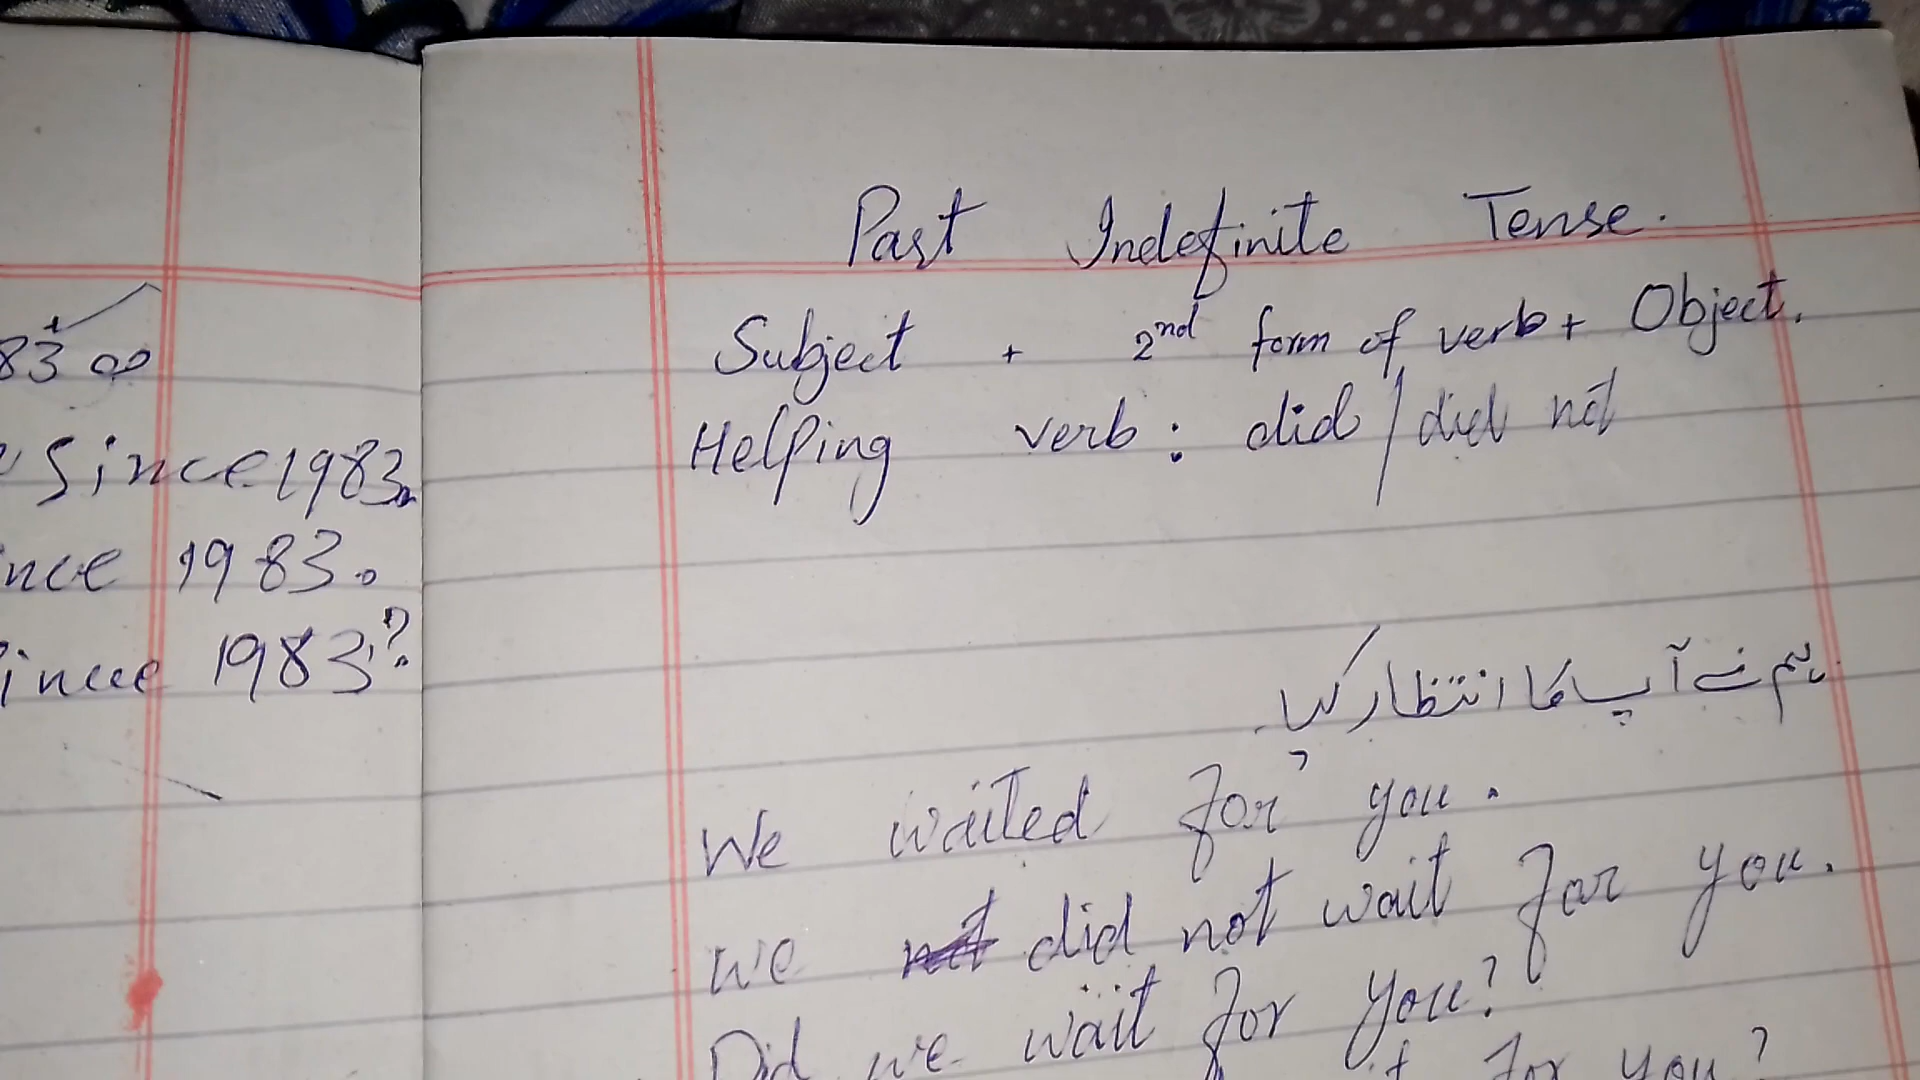 83
Since 1983.
1983.
1983?
Past Indefinite Tense.
Subject + 2nd form of verb + Object.
Helping verb: did / did not
ہم نے آپ کا انتظار کیا
We waited for you.
We did not wait for you.
Did we wait for you?
for you?